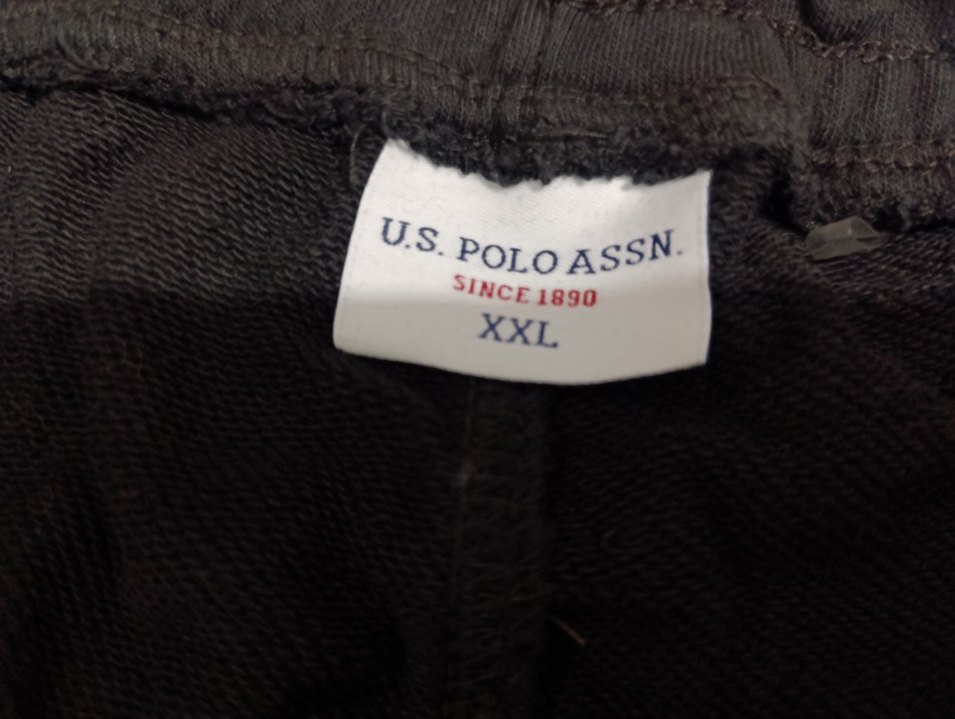 U.S. POLO ASSN.
SINCE 1890
XXL